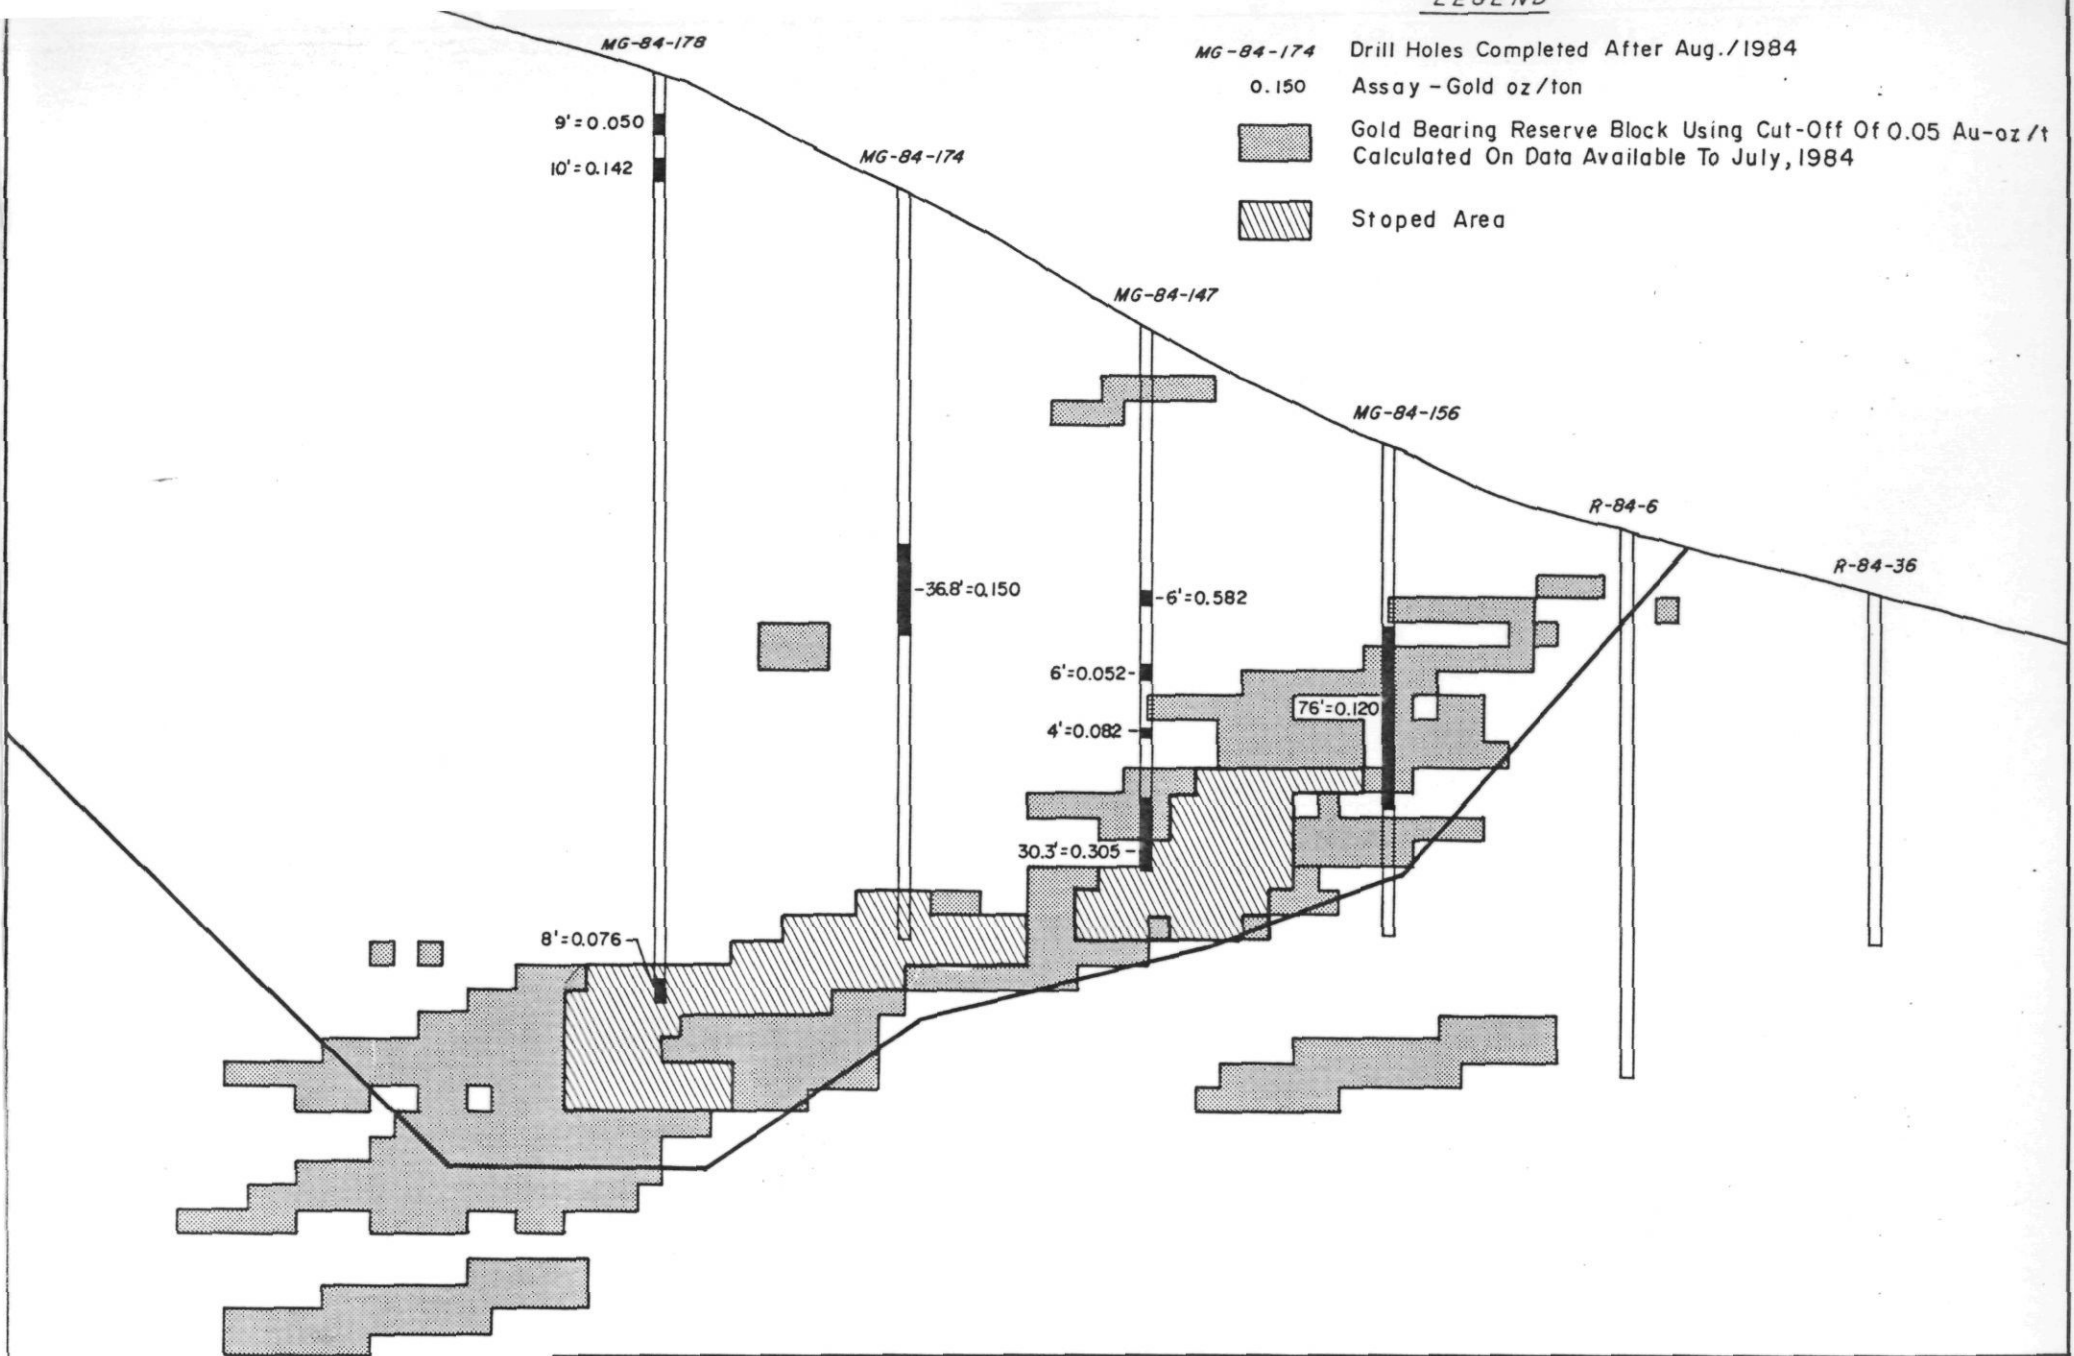 LEGEND
MG-84-174 Drill Holes Completed After Aug./1984
0.150 Assay - Gold oz/ton
Gold Bearing Reserve Block Using Cut-Off Of 0.05 Au-oz/t
Calculated On Data Available To July, 1984
Stoped Area
MG-84-178
9'=0.050
10'=0.142
MG-84-174
MG-84-147
MG-84-156
R-84-6
R-84-36
-36.8'=0.150
-6'=0.582
6'=0.052-
4'=0.082-
76'=0.120
30.3'=0.305-
8'=0.076-